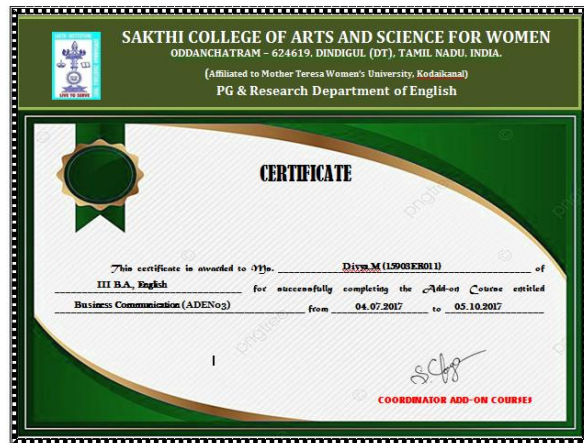 SAKTHI COLLEGE OF ARTS AND SCIENCE FOR WOMEN
ODDANCHATRAM – 624619. DINDIGUL (DT), TAMIL NADU. INDIA.
(Affiliated to Mother Teresa Women's University, Kodaikanal)
PG & Research Department of English
LIVE TO SERVE
CERTIFICATE
This certificate is awarded to Ms. Divya.M (15903ER011) of
III B.A., English for successfully completing the Add-on Course entitled
Business Communication (ADEN03) from 04.07.2017 to 05.10.2017
COORDINATOR ADD-ON COURSES